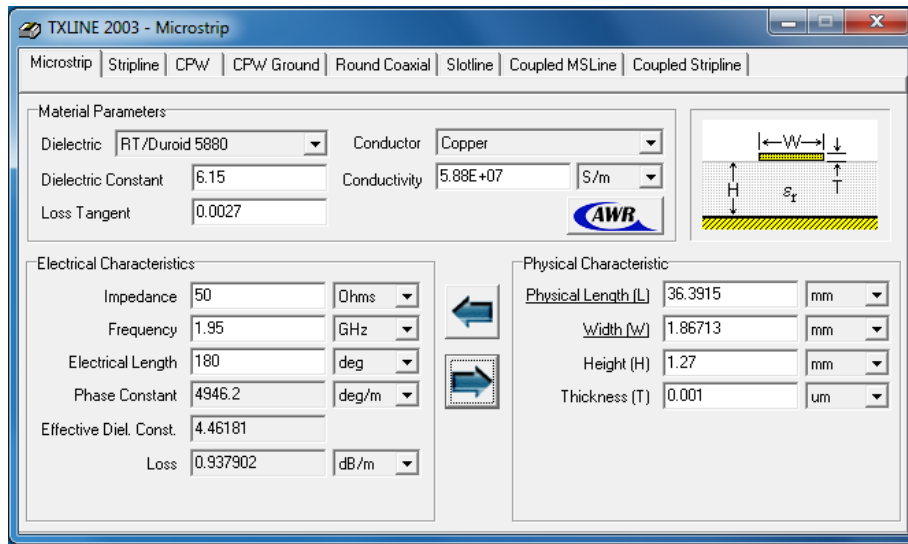 TXLINE 2003 - Microstrip
Microstrip Stripline CPW CPW Ground Round Coaxial Slotline Coupled MSLine Coupled Stripline
Material Parameters
Dielectric RT/Duroid 5880 Conductor Copper
Dielectric Constant 6.15 Conductivity 5.88E+07 S/m
Loss Tangent 0.0027
AWR
W
H
εr
T
Electrical Characteristics
Impedance 50 Ohms
Frequency 1.95 GHz
Electrical Length 180 deg
Phase Constant 4946.2 deg/m
Effective Diel. Const. 4.46181
Loss 0.937902 dB/m
Physical Characteristic
Physical Length (L) 36.3915 mm
Width (W) 1.86713 mm
Height (H) 1.27 mm
Thickness (T) 0.001 um